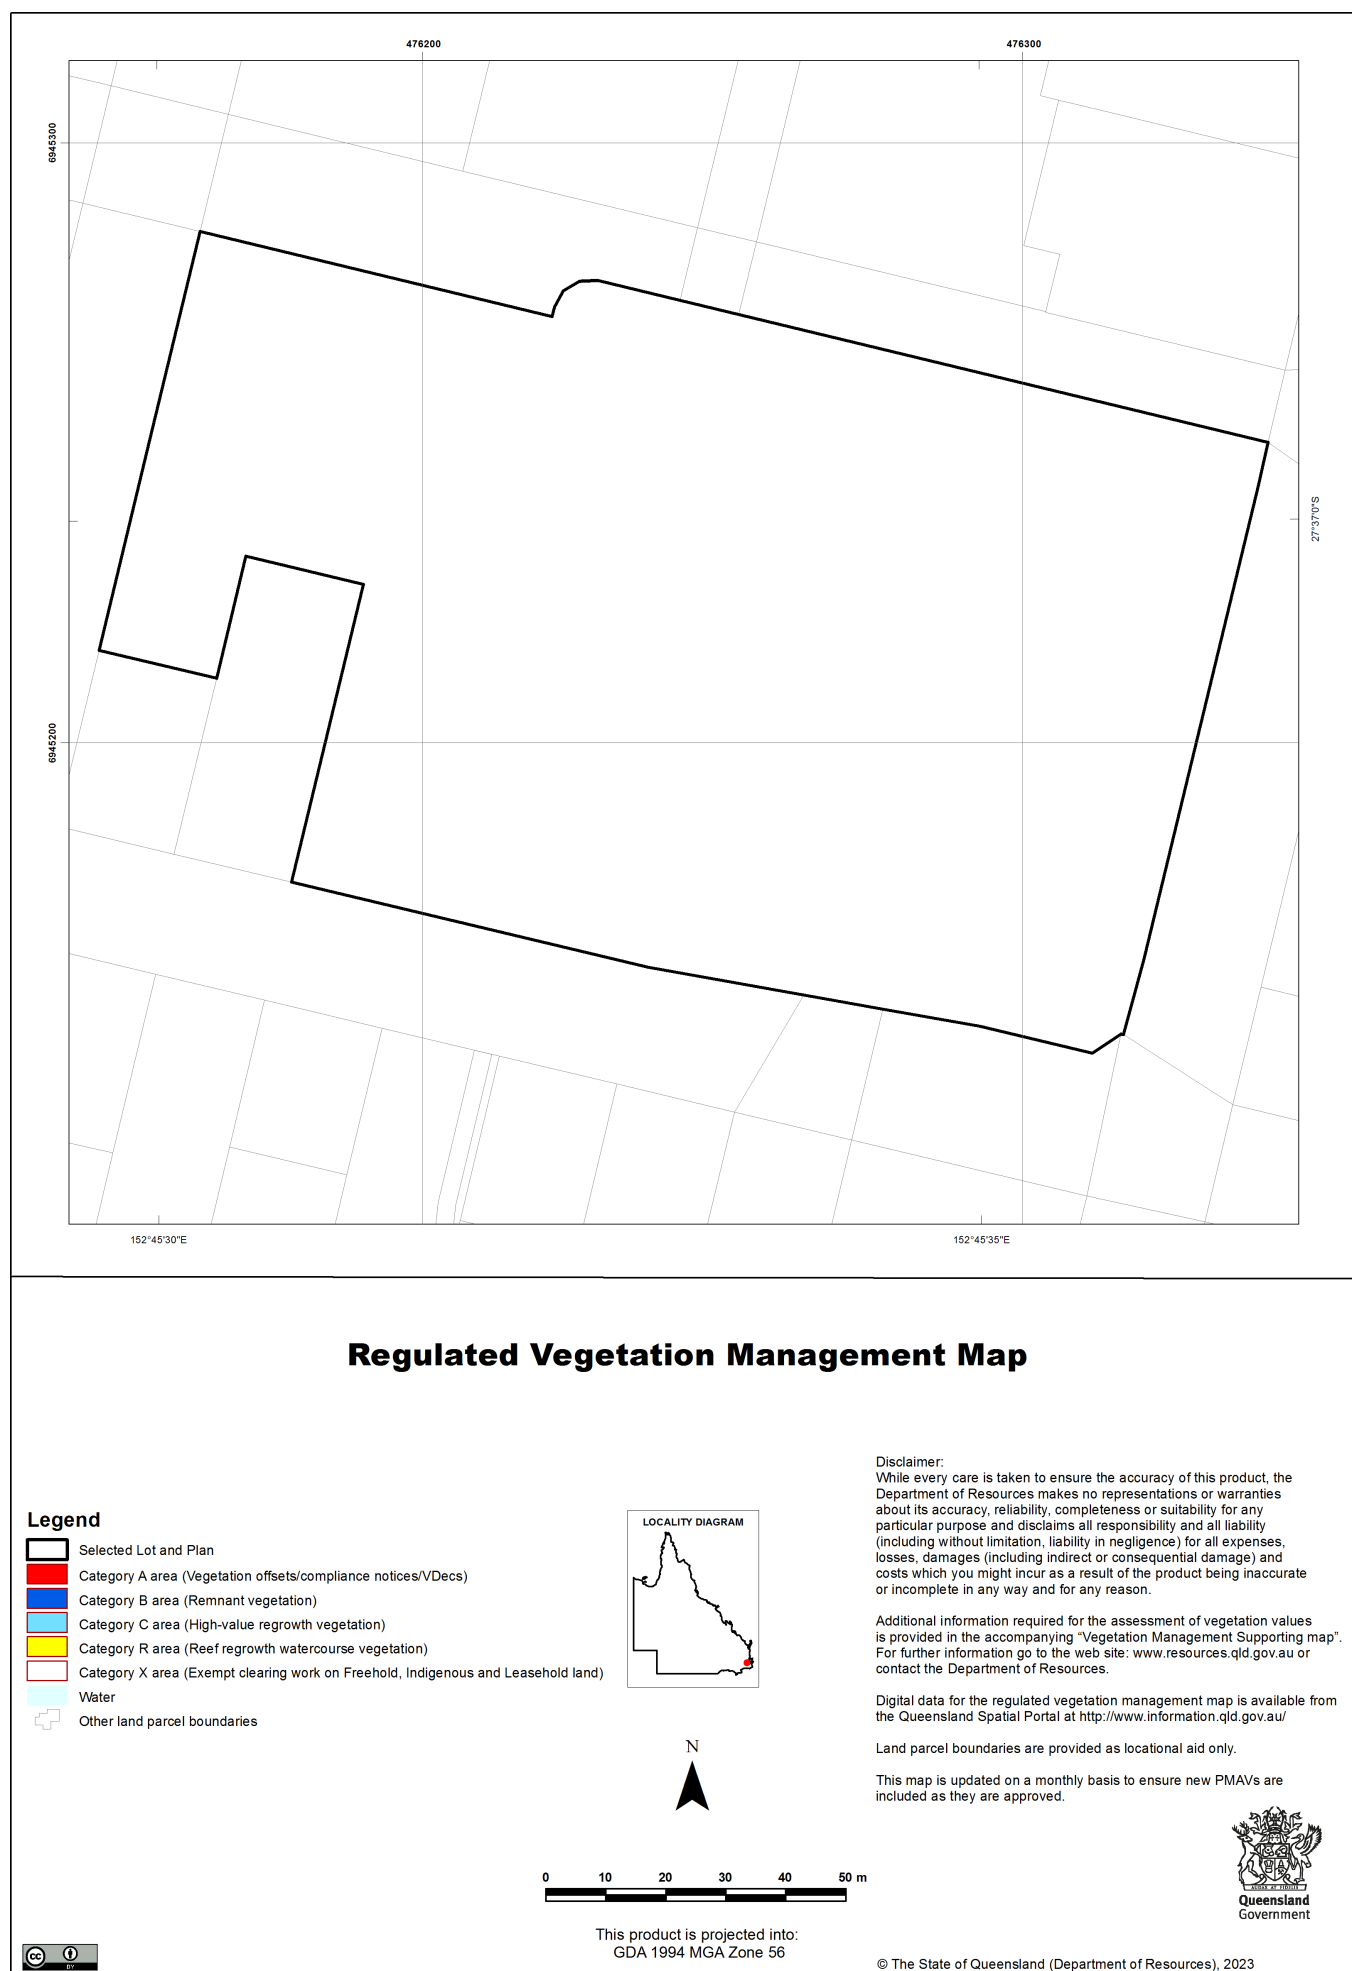 476200
476300
6945300
27°37'0"S
6945200
152°45'30"E
152°45'35"E
Regulated Vegetation Management Map
Legend
Selected Lot and Plan
Category A area (Vegetation offsets/compliance notices/VDecs)
Category B area (Remnant vegetation)
Category C area (High-value regrowth vegetation)
Category R area (Reef regrowth watercourse vegetation)
Category X area (Exempt clearing work on Freehold, Indigenous and Leasehold land)
Water
Other land parcel boundaries
LOCALITY DIAGRAM
N
0 10 20 30 40 50 m
This product is projected into:
GDA 1994 MGA Zone 56
Disclaimer:
While every care is taken to ensure the accuracy of this product, the
Department of Resources makes no representations or warranties
about its accuracy, reliability, completeness or suitability for any
particular purpose and disclaims all responsibility and all liability
(including without limitation, liability in negligence) for all expenses,
losses, damages (including indirect or consequential damage) and
costs which you might incur as a result of the product being inaccurate
or incomplete in any way and for any reason.
Additional information required for the assessment of vegetation values
is provided in the accompanying “Vegetation Management Supporting map”.
For further information go to the web site: www.resources.qld.gov.au or
contact the Department of Resources.
Digital data for the regulated vegetation management map is available from
the Queensland Spatial Portal at http://www.information.qld.gov.au/
Land parcel boundaries are provided as locational aid only.
This map is updated on a monthly basis to ensure new PMAVs are
included as they are approved.
AUDAX AT FIDELIS
Queensland
Government
cc
BY
© The State of Queensland (Department of Resources), 2023